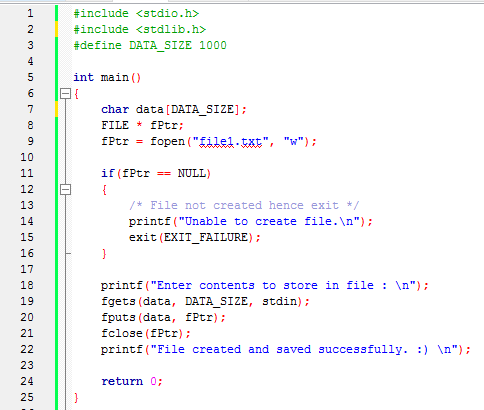 1 #include <stdio.h>
2 #include <stdlib.h>
3 #define DATA_SIZE 1000
4
5 int main()
6 {
7 char data[DATA_SIZE];
8 FILE * fPtr;
9 fPtr = fopen("file1.txt", "w");
10
11 if(fPtr == NULL)
12 {
13 /* File not created hence exit */
14 printf("Unable to create file.\n");
15 exit(EXIT_FAILURE);
16 }
17
18 printf("Enter contents to store in file : \n");
19 fgets(data, DATA_SIZE, stdin);
20 fputs(data, fPtr);
21 fclose(fPtr);
22 printf("File created and saved successfully. :) \n");
23
24 return 0;
25 }